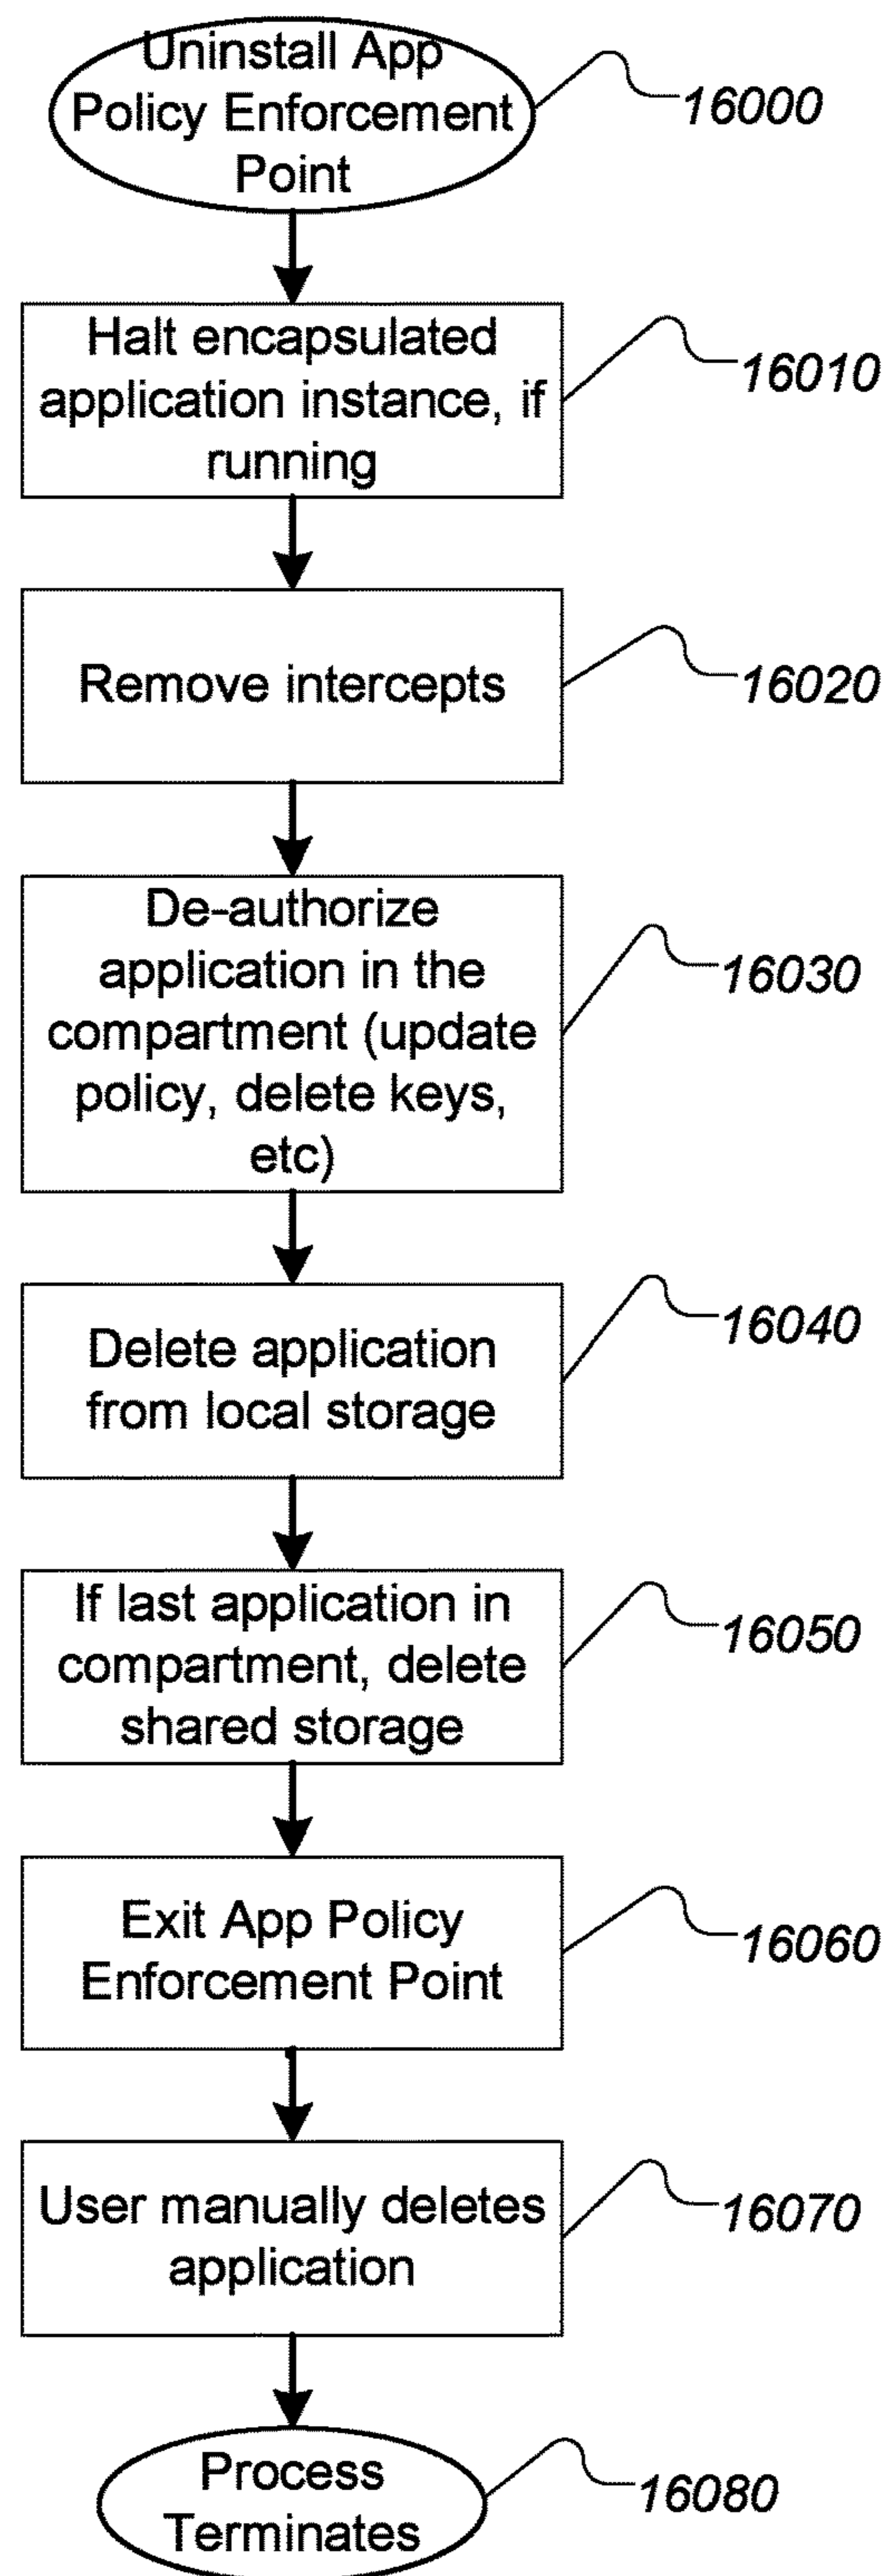 Uninstall App
Policy Enforcement
Point
16000
Halt encapsulated
application instance, if
running
16010
Remove intercepts
16020
De-authorize
application in the
compartment (update
policy, delete keys,
etc)
16030
Delete application
from local storage
16040
If last application in
compartment, delete
shared storage
16050
Exit App Policy
Enforcement Point
16060
User manually deletes
application
16070
Process
Terminates
16080